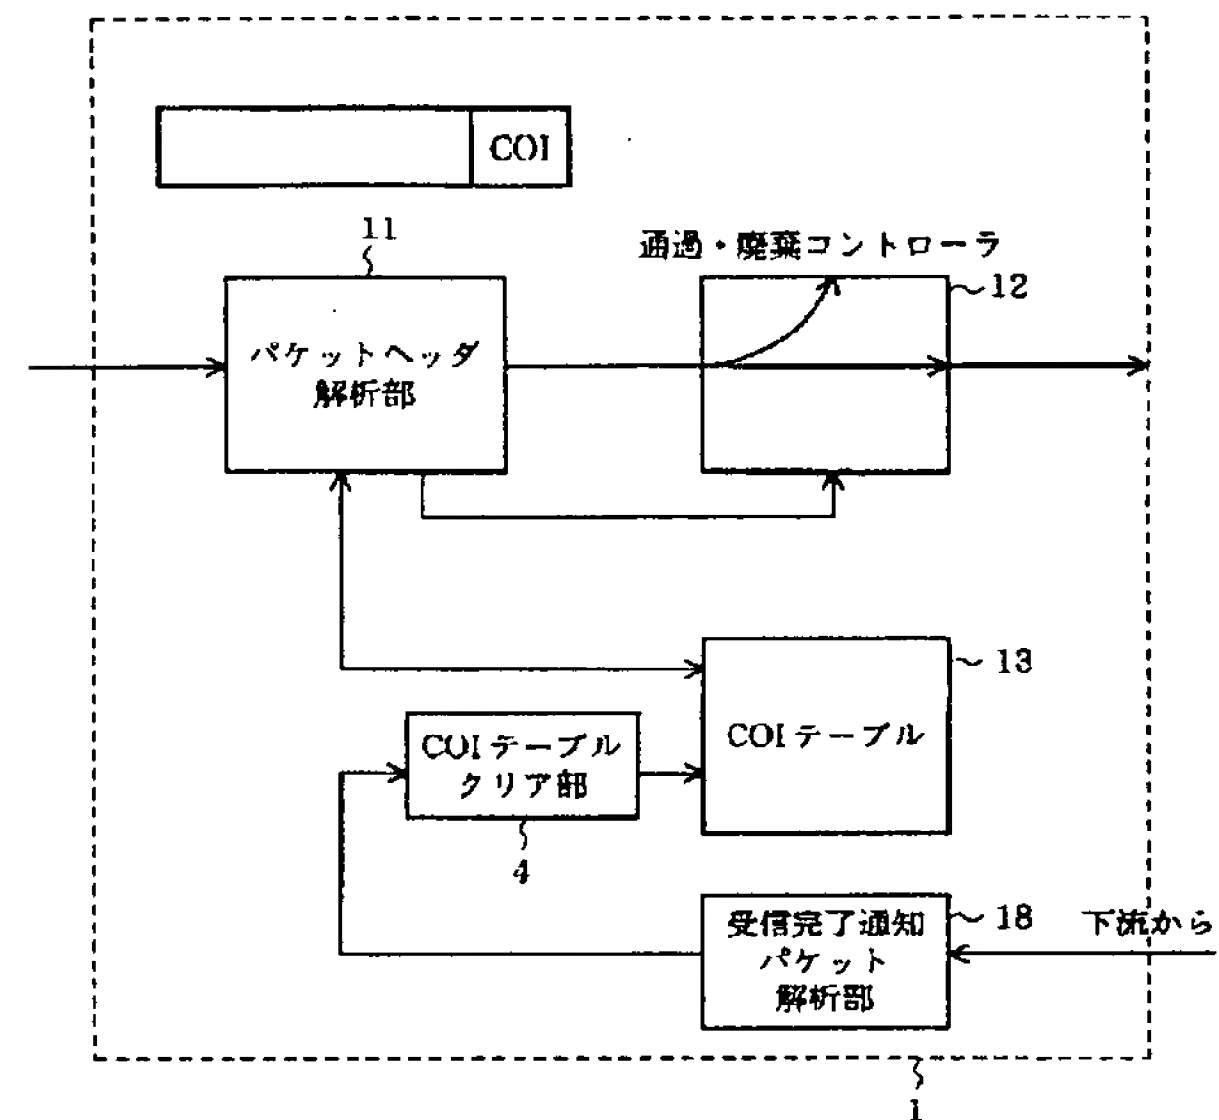 COI
11
通過・廃棄コントローラ
12
パケットヘッダ
解析部
13
COIテーブル
COIテーブル
クリア部
4
受信完了通知
パケット
解析部
18
下流から
1